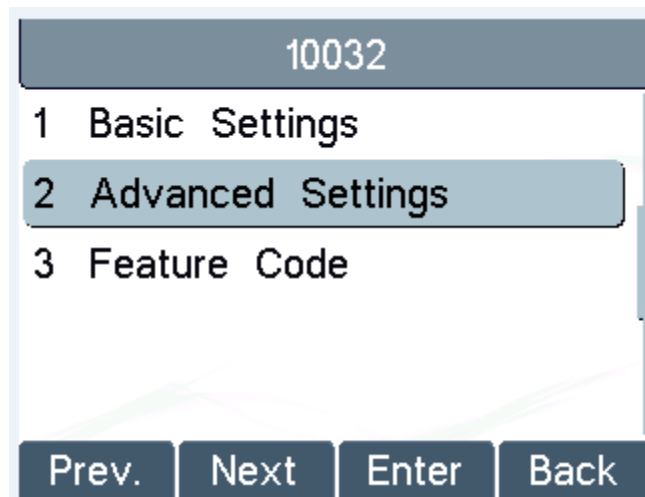 10032
1 Basic Settings
2 Advanced Settings
3 Feature Code
Prev. Next Enter Back